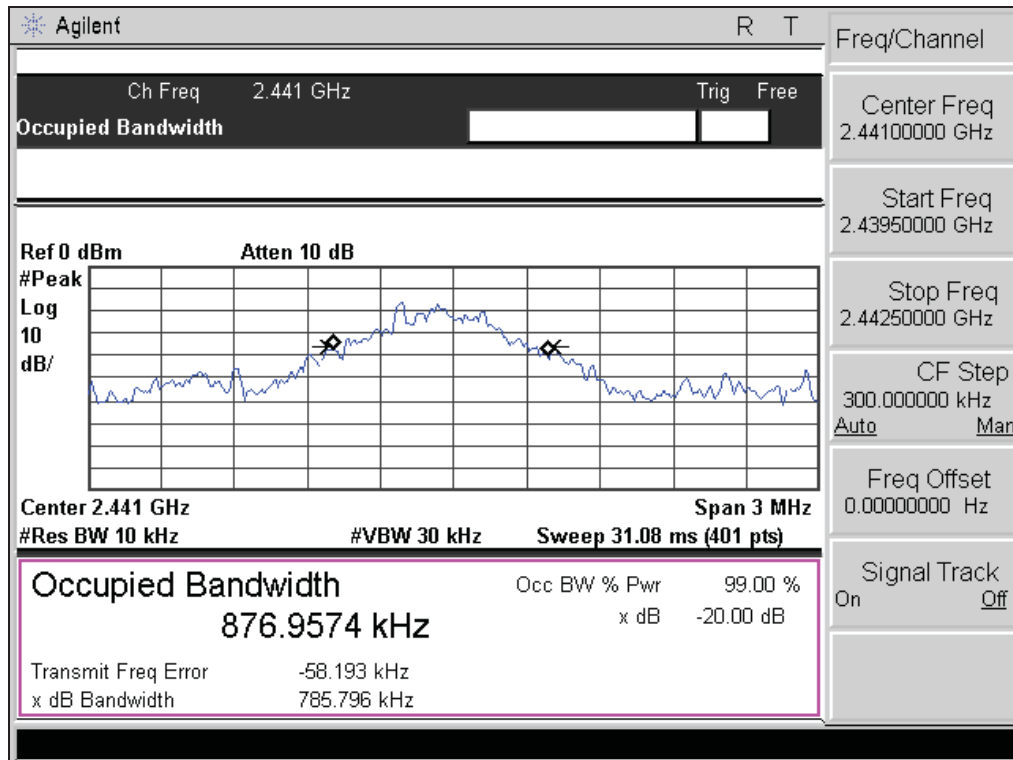 Agilent R T
Ch Freq 2.441 GHz Trig Free
Occupied Bandwidth
Ref 0 dBm Atten 10 dB
#Peak
Log
10
dB/
Center 2.441 GHz Span 3 MHz
#Res BW 10 kHz #VBW 30 kHz Sweep 31.08 ms (401 pts)
Occupied Bandwidth
876.9574 kHz
Occ BW % Pwr 99.00 %
x dB -20.00 dB
Transmit Freq Error -58.193 kHz
x dB Bandwidth 785.796 kHz
Freq/Channel
Center Freq
2.44100000 GHz
Start Freq
2.43950000 GHz
Stop Freq
2.44250000 GHz
CF Step
300.000000 kHz
Auto Man
Freq Offset
0.00000000 Hz
Signal Track
On Off